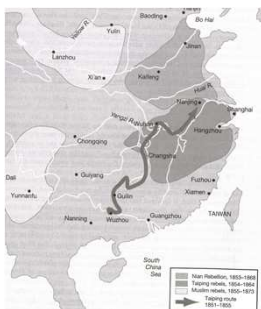 Baoding
Bo Hai
Yulin
Yellow R.
Jinan
Lanzhou
Xi'an
Kaifeng
Huai R.
Nanjing
Shanghai
Yangzi R.
Wuhan
Hangzhou
Chongqing
Changsha
Dali
Guiyang
Fuzhou
Yunnanfu
Guilin
Xiamen
Wuzhou
Nanning
Guangzhou
TAIWAN
South
China
Sea
Nian Rebellion, 1853–1868
Taiping rebels, 1854–1864
Muslim rebels, 1855–1873
Taiping route
1851–1855